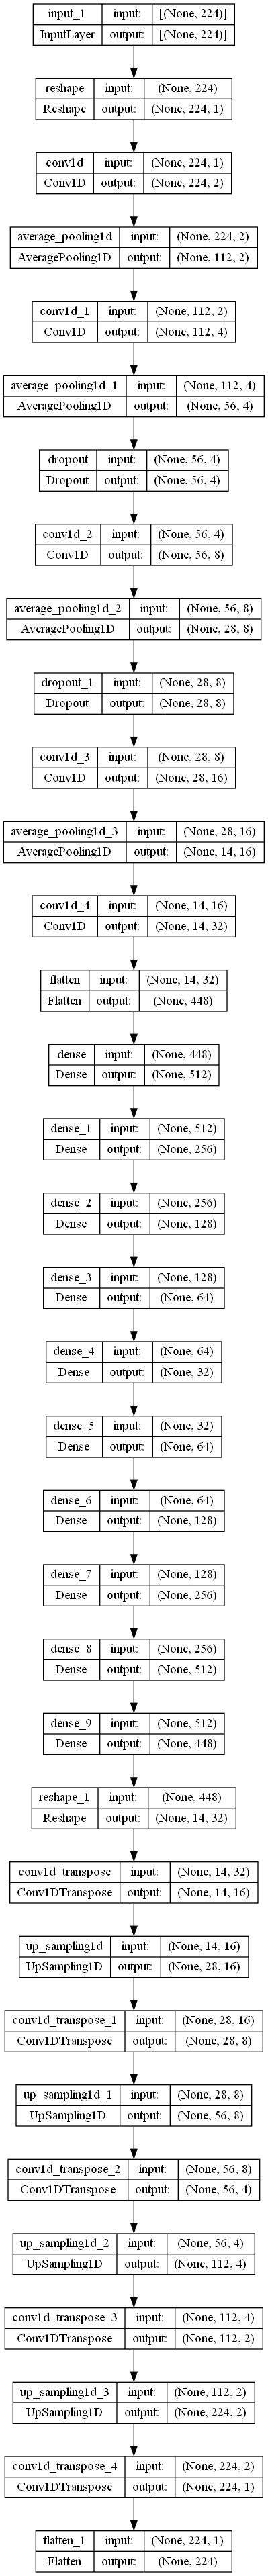 input_1 input: [(None, 224)]
InputLayer output: [(None, 224)]
reshape input: (None, 224)
Reshape output: (None, 224, 1)
conv1d input: (None, 224, 1)
Conv1D output: (None, 224, 2)
average_pooling1d input: (None, 224, 2)
AveragePooling1D output: (None, 112, 2)
conv1d_1 input: (None, 112, 2)
Conv1D output: (None, 112, 4)
average_pooling1d_1 input: (None, 112, 4)
AveragePooling1D output: (None, 56, 4)
dropout input: (None, 56, 4)
Dropout output: (None, 56, 4)
conv1d_2 input: (None, 56, 4)
Conv1D output: (None, 56, 8)
average_pooling1d_2 input: (None, 56, 8)
AveragePooling1D output: (None, 28, 8)
dropout_1 input: (None, 28, 8)
Dropout output: (None, 28, 8)
conv1d_3 input: (None, 28, 8)
Conv1D output: (None, 28, 16)
average_pooling1d_3 input: (None, 28, 16)
AveragePooling1D output: (None, 14, 16)
conv1d_4 input: (None, 14, 16)
Conv1D output: (None, 14, 32)
flatten input: (None, 14, 32)
Flatten output: (None, 448)
dense input: (None, 448)
Dense output: (None, 512)
dense_1 input: (None, 512)
Dense output: (None, 256)
dense_2 input: (None, 256)
Dense output: (None, 128)
dense_3 input: (None, 128)
Dense output: (None, 64)
dense_4 input: (None, 64)
Dense output: (None, 32)
dense_5 input: (None, 32)
Dense output: (None, 64)
dense_6 input: (None, 64)
Dense output: (None, 128)
dense_7 input: (None, 128)
Dense output: (None, 256)
dense_8 input: (None, 256)
Dense output: (None, 512)
dense_9 input: (None, 512)
Dense output: (None, 448)
reshape_1 input: (None, 448)
Reshape output: (None, 14, 32)
conv1d_transpose input: (None, 14, 32)
Conv1DTranspose output: (None, 14, 16)
up_sampling1d input: (None, 14, 16)
UpSampling1D output: (None, 28, 16)
conv1d_transpose_1 input: (None, 28, 16)
Conv1DTranspose output: (None, 28, 8)
up_sampling1d_1 input: (None, 28, 8)
UpSampling1D output: (None, 56, 8)
conv1d_transpose_2 input: (None, 56, 8)
Conv1DTranspose output: (None, 56, 4)
up_sampling1d_2 input: (None, 56, 4)
UpSampling1D output: (None, 112, 4)
conv1d_transpose_3 input: (None, 112, 4)
Conv1DTranspose output: (None, 112, 2)
up_sampling1d_3 input: (None, 112, 2)
UpSampling1D output: (None, 224, 2)
conv1d_transpose_4 input: (None, 224, 2)
Conv1DTranspose output: (None, 224, 1)
flatten_1 input: (None, 224, 1)
Flatten output: (None, 224)